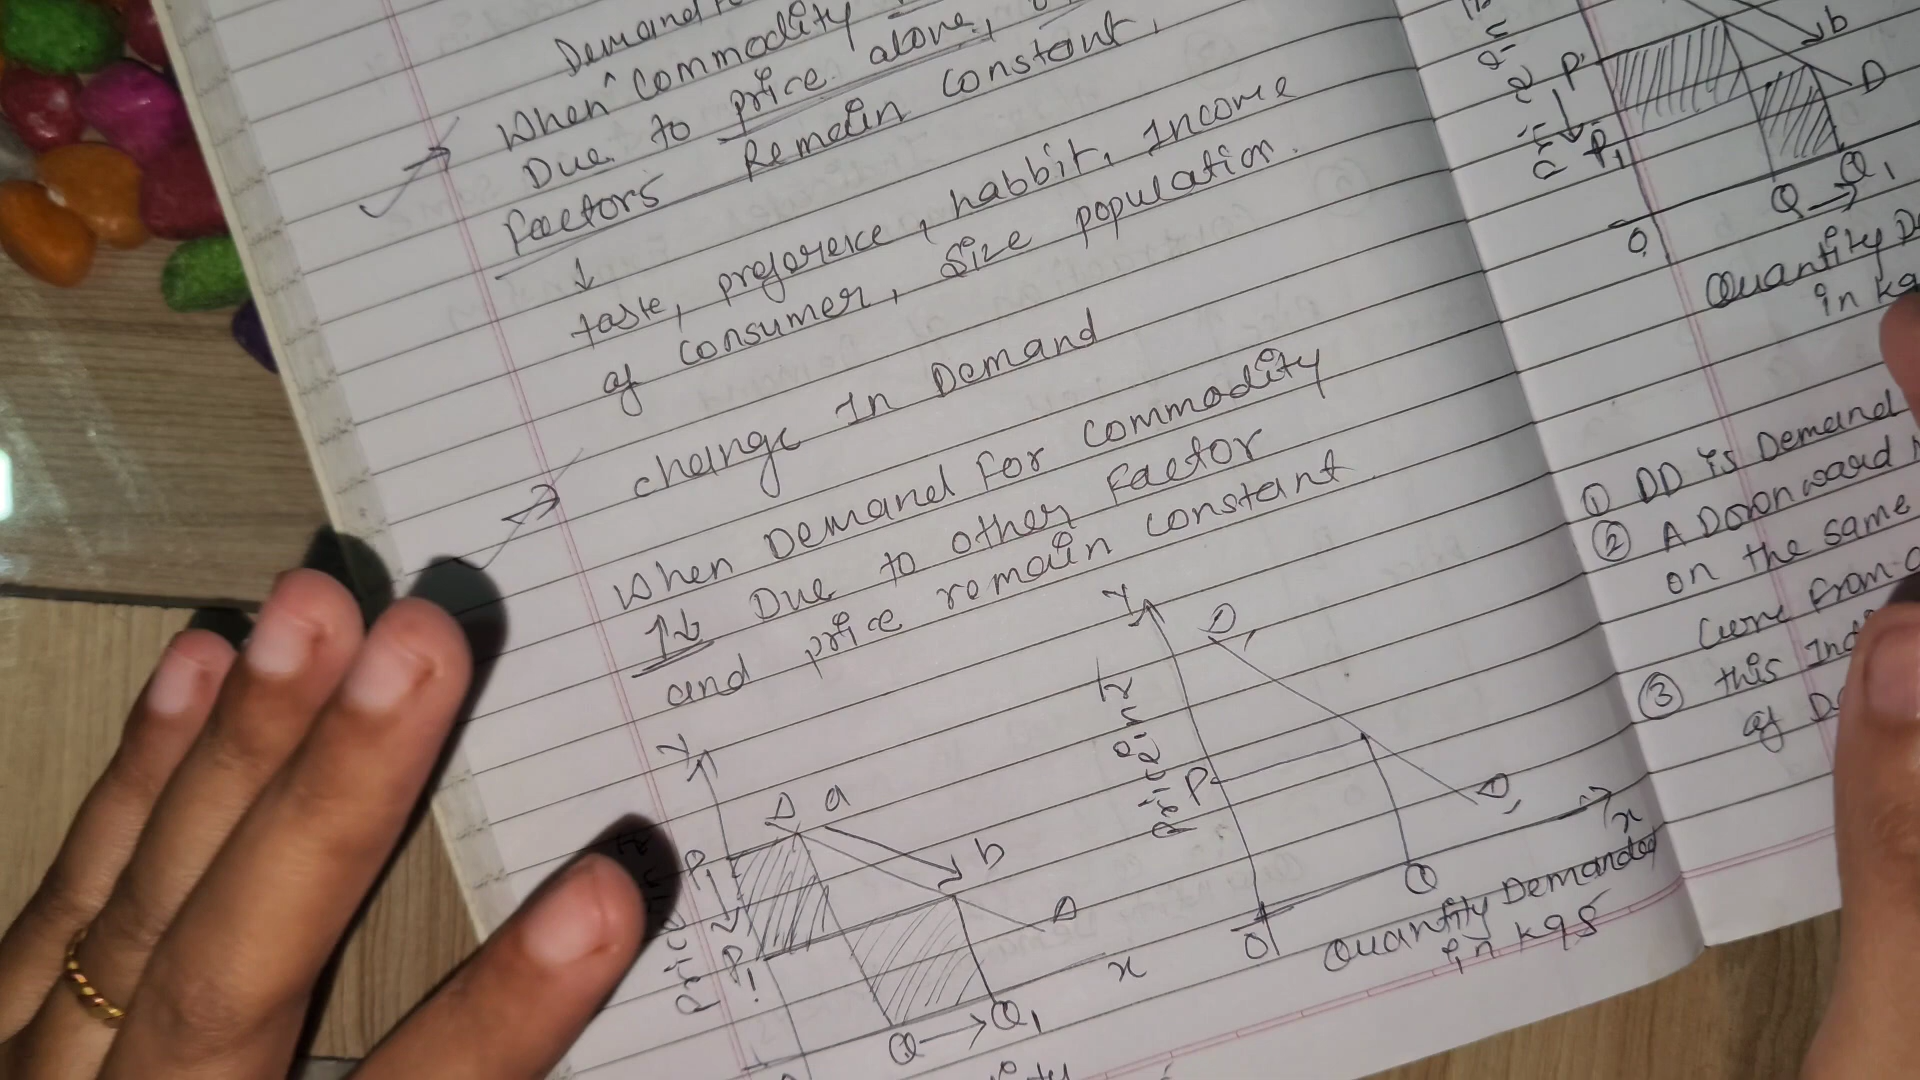 Demand
When Commodity
Due to price alone,
factors Remain constant.
↓
taste, preference, habbit, Income
of consumer, size population.
change In Demand
When Demand For commodity
↑↓ Due to other Factor
and price remain constant
Y
D a
P
b
P1
D
x
Q → Q1
Price
Y
D,
Price in ₹
P
D,
x
O
Q
Quantity Demanded
in kgs
b
P
D
P1
Q → Q1
O
Quantity
in kg
① DD is Demand
② A Downward
on the same
curve from
③ this
of